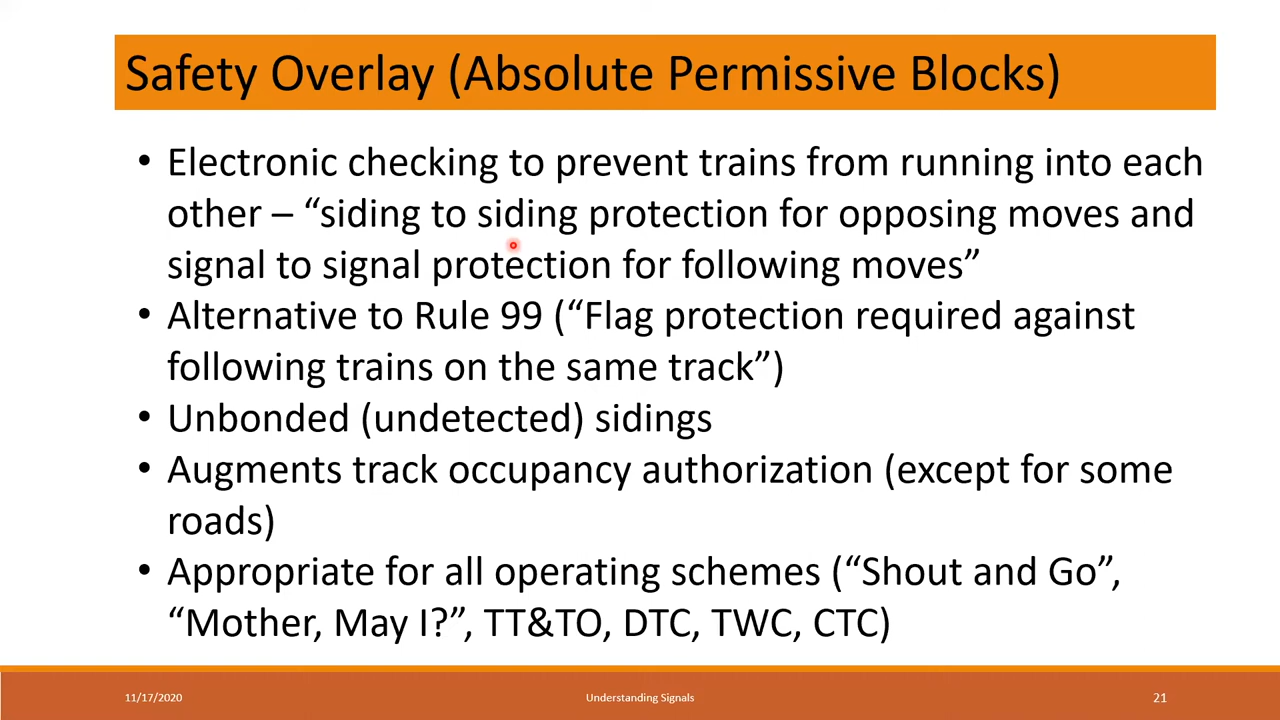 Safety Overlay (Absolute Permissive Blocks)
• Electronic checking to prevent trains from running into each
other – “siding to siding protection for opposing moves and
signal to signal protection for following moves”
• Alternative to Rule 99 (“Flag protection required against
following trains on the same track”)
• Unbonded (undetected) sidings
• Augments track occupancy authorization (except for some
roads)
• Appropriate for all operating schemes (“Shout and Go”,
“Mother, May I?”, TT&TO, DTC, TWC, CTC)
11/17/2020
Understanding Signals
21